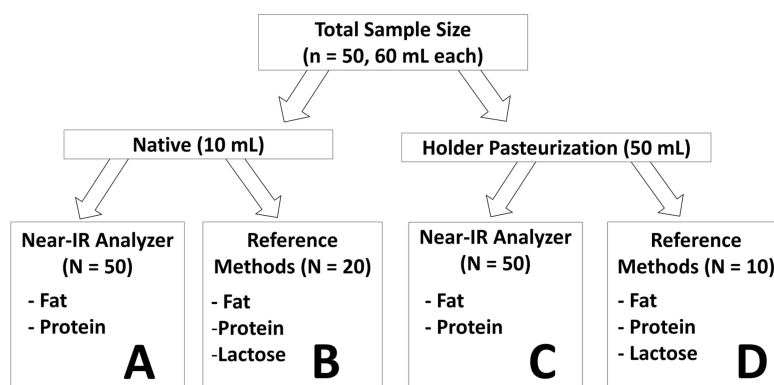 Total Sample Size
(n = 50, 60 mL each)
Native (10 mL)
Holder Pasteurization (50 mL)
Near-IR Analyzer
(N = 50)
- Fat
- Protein
A
Reference
Methods (N = 20)
- Fat
-Protein
-Lactose
B
Near-IR Analyzer
(N = 50)
- Fat
- Protein
C
Reference
Methods (N = 10)
- Fat
- Protein
- Lactose
D